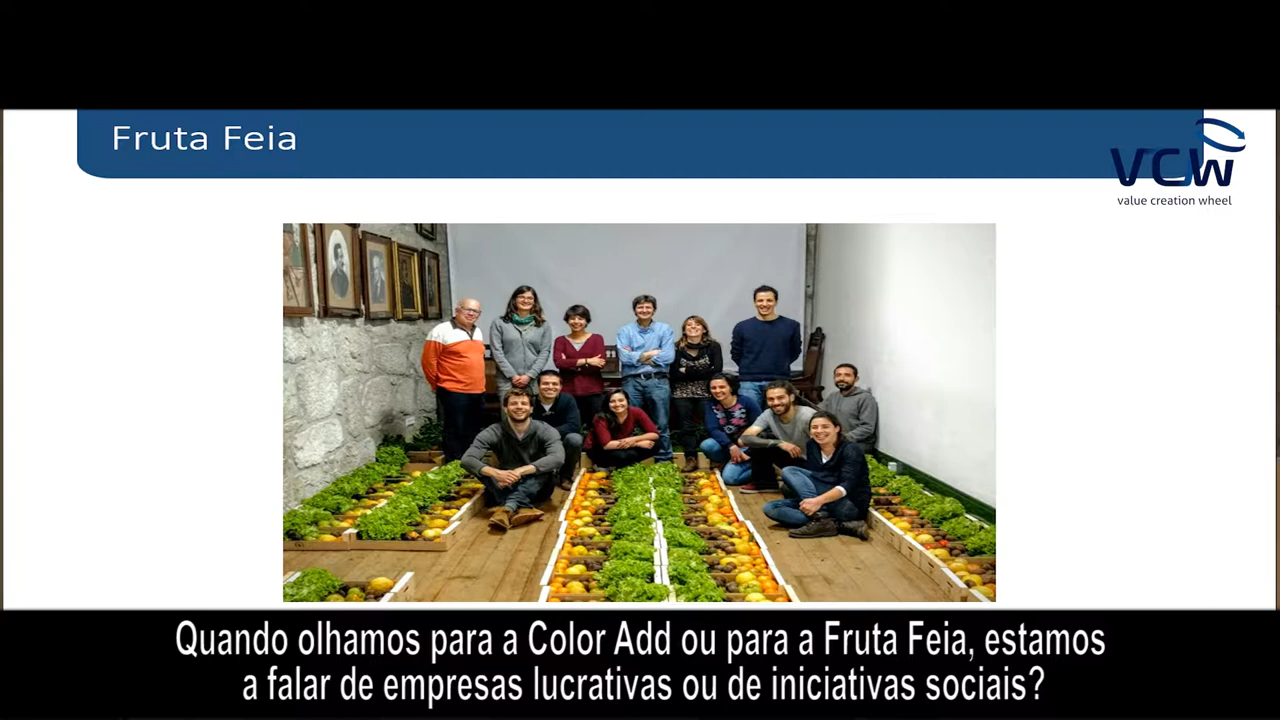 Fruta Feia
VCW
value creation wheel
Quando olhamos para a Color Add ou para a Fruta Feia, estamos
a falar de empresas lucrativas ou de iniciativas sociais?